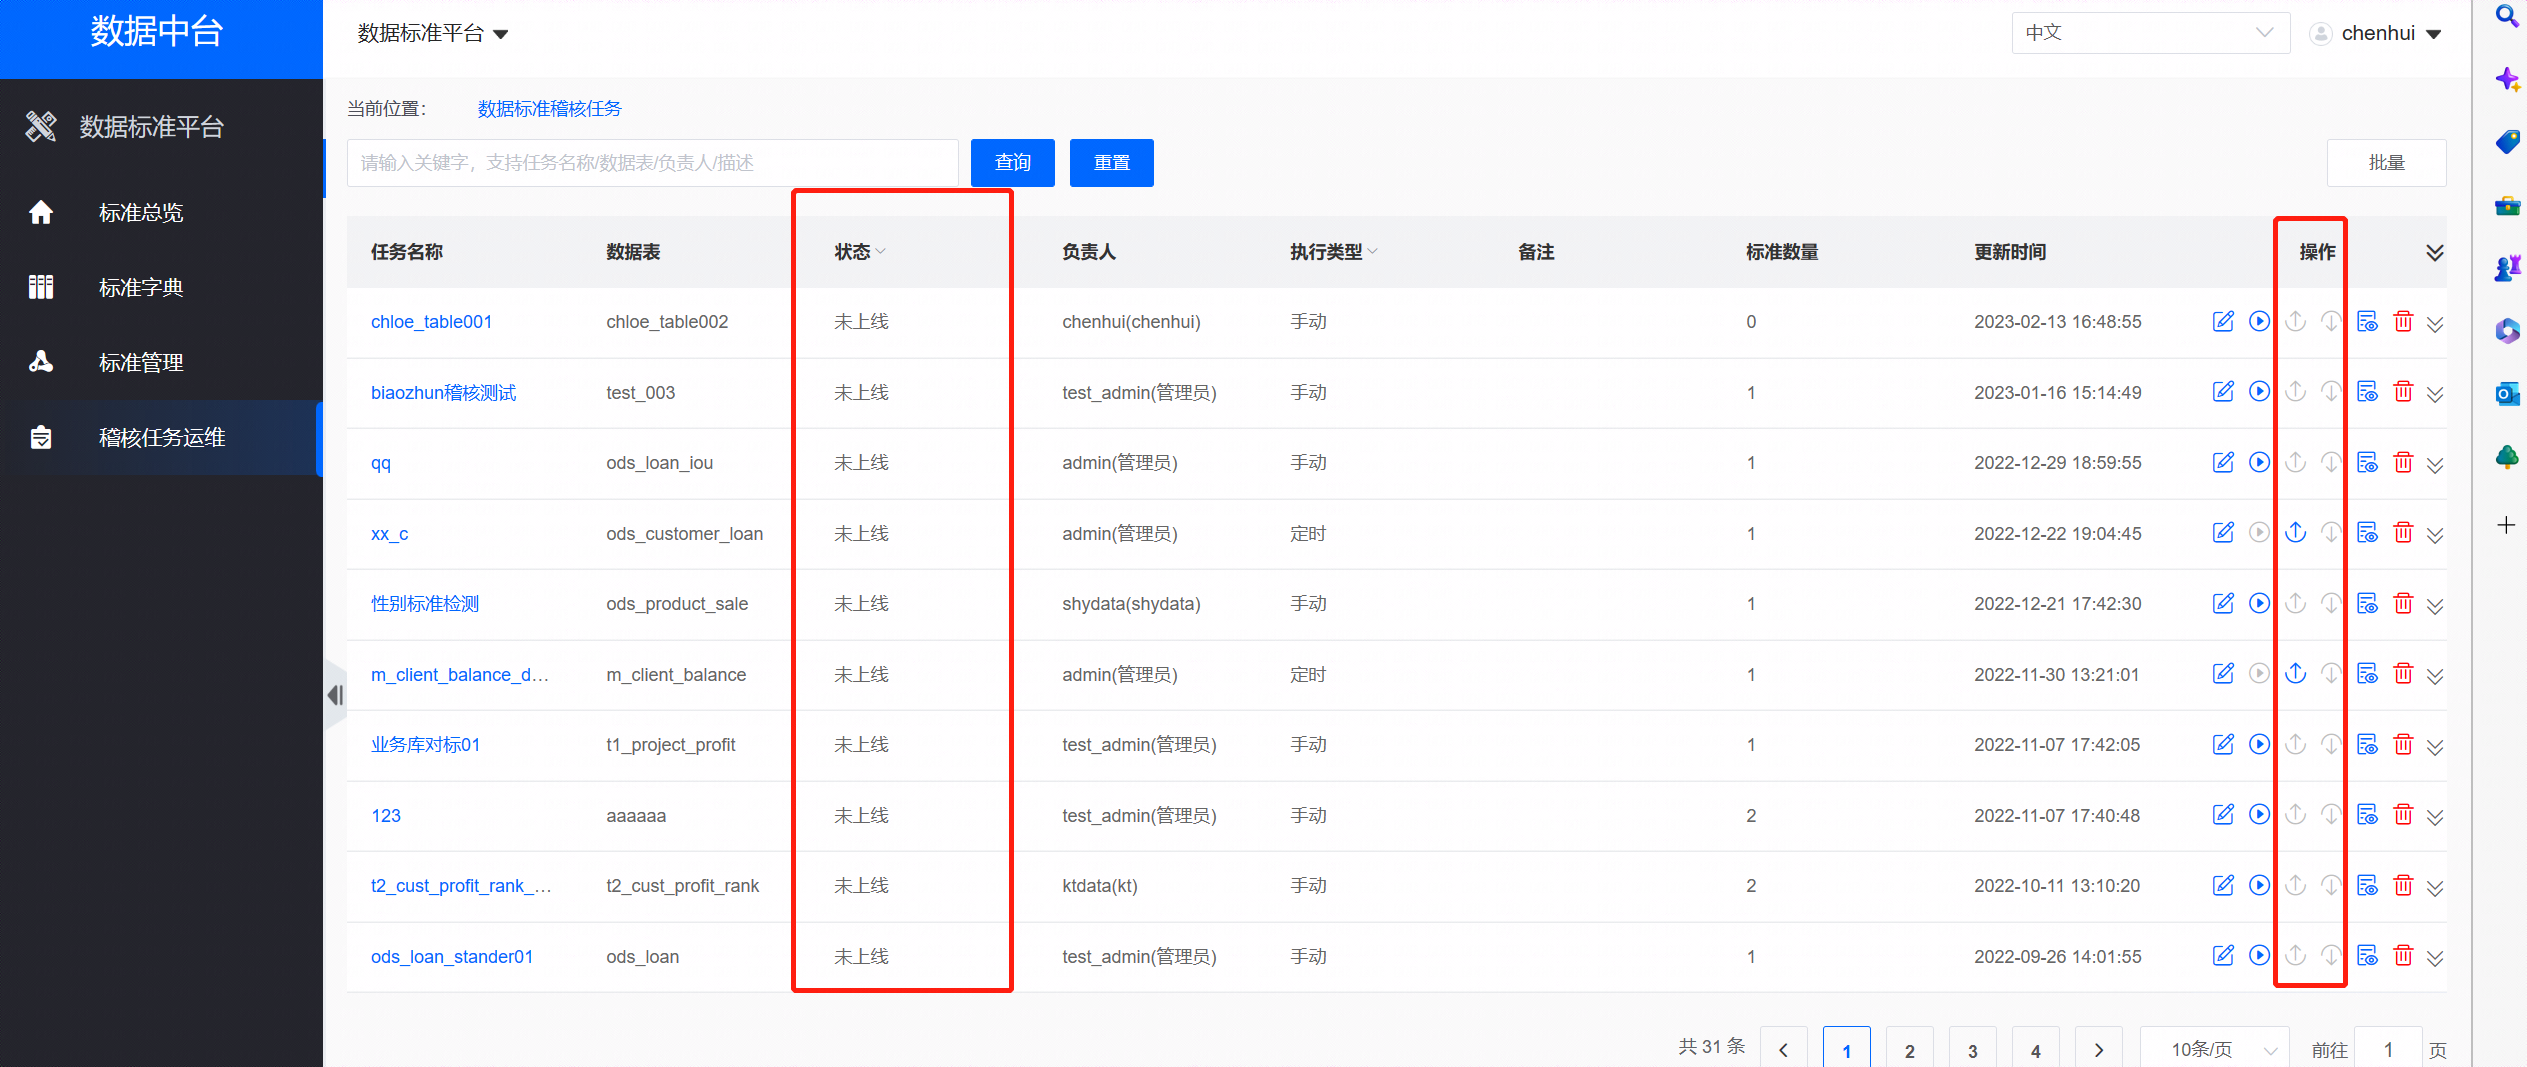 数据中台
数据标准平台
中文
chenhui
数据标准平台
标准总览
标准字典
标准管理
稽核任务运维
当前位置：
数据标准稽核任务
请输入关键字，支持任务名称/数据表/负责人/描述
查询
重置
批量
任务名称 数据表 状态 负责人 执行类型 备注 标准数量 更新时间 操作
chloe_table001 chloe_table002 未上线 chenhui(chenhui) 手动 0 2023-02-13 16:48:55
biaozhun稽核测试 test_003 未上线 test_admin(管理员) 手动 1 2023-01-16 15:14:49
qq ods_loan_iou 未上线 admin(管理员) 手动 1 2022-12-29 18:59:55
xx_c ods_customer_loan 未上线 admin(管理员) 定时 1 2022-12-22 19:04:45
性别标准检测 ods_product_sale 未上线 shydata(shydata) 手动 1 2022-12-21 17:42:30
m_client_balance_d... m_client_balance 未上线 admin(管理员) 定时 1 2022-11-30 13:21:01
业务库对标01 t1_project_profit 未上线 test_admin(管理员) 手动 1 2022-11-07 17:42:05
123 aaaaaa 未上线 test_admin(管理员) 手动 2 2022-11-07 17:40:48
t2_cust_profit_rank_... t2_cust_profit_rank 未上线 ktdata(kt) 手动 2 2022-10-11 13:10:20
ods_loan_stander01 ods_loan 未上线 test_admin(管理员) 手动 1 2022-09-26 14:01:55
共 31 条 1 2 3 4 10条/页 前往 1 页